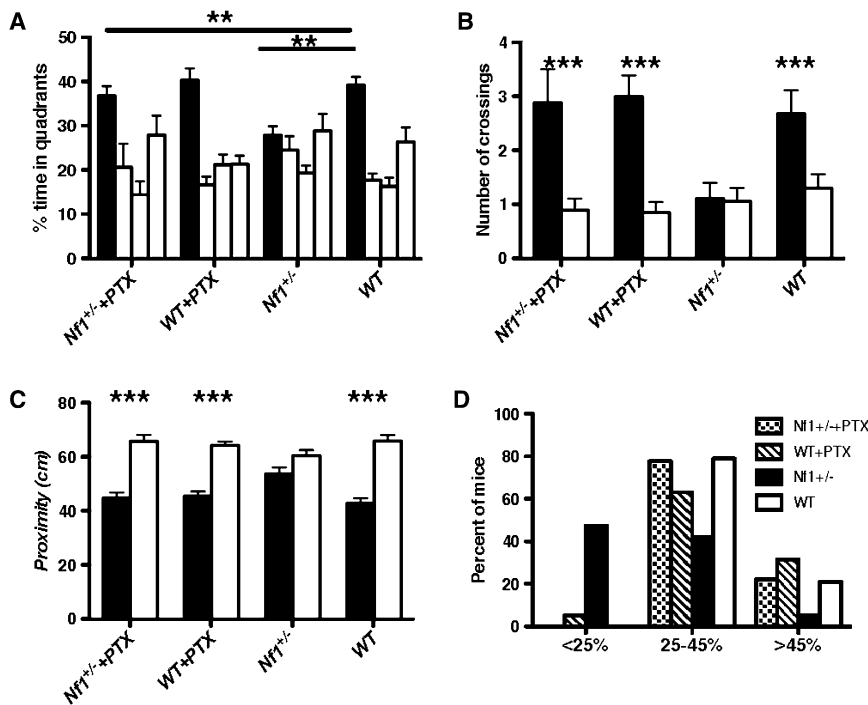 A
**
**
50
40
30
20
10
0
% time in quadrants
Nf1+/-+PTX
WT+PTX
Nf1+/-
WT
B
4
3
2
1
0
Number of crossings
***
***
***
Nf1+/-+PTX
WT+PTX
Nf1+/-
WT
C
80
60
40
20
0
Proximity (cm)
***
***
***
Nf1+/-+PTX
WT+PTX
Nf1+/-
WT
D
100
80
60
40
20
0
Percent of mice
Nf1+/-+PTX
WT+PTX
Nf1+/-
WT
<25%
25-45%
>45%